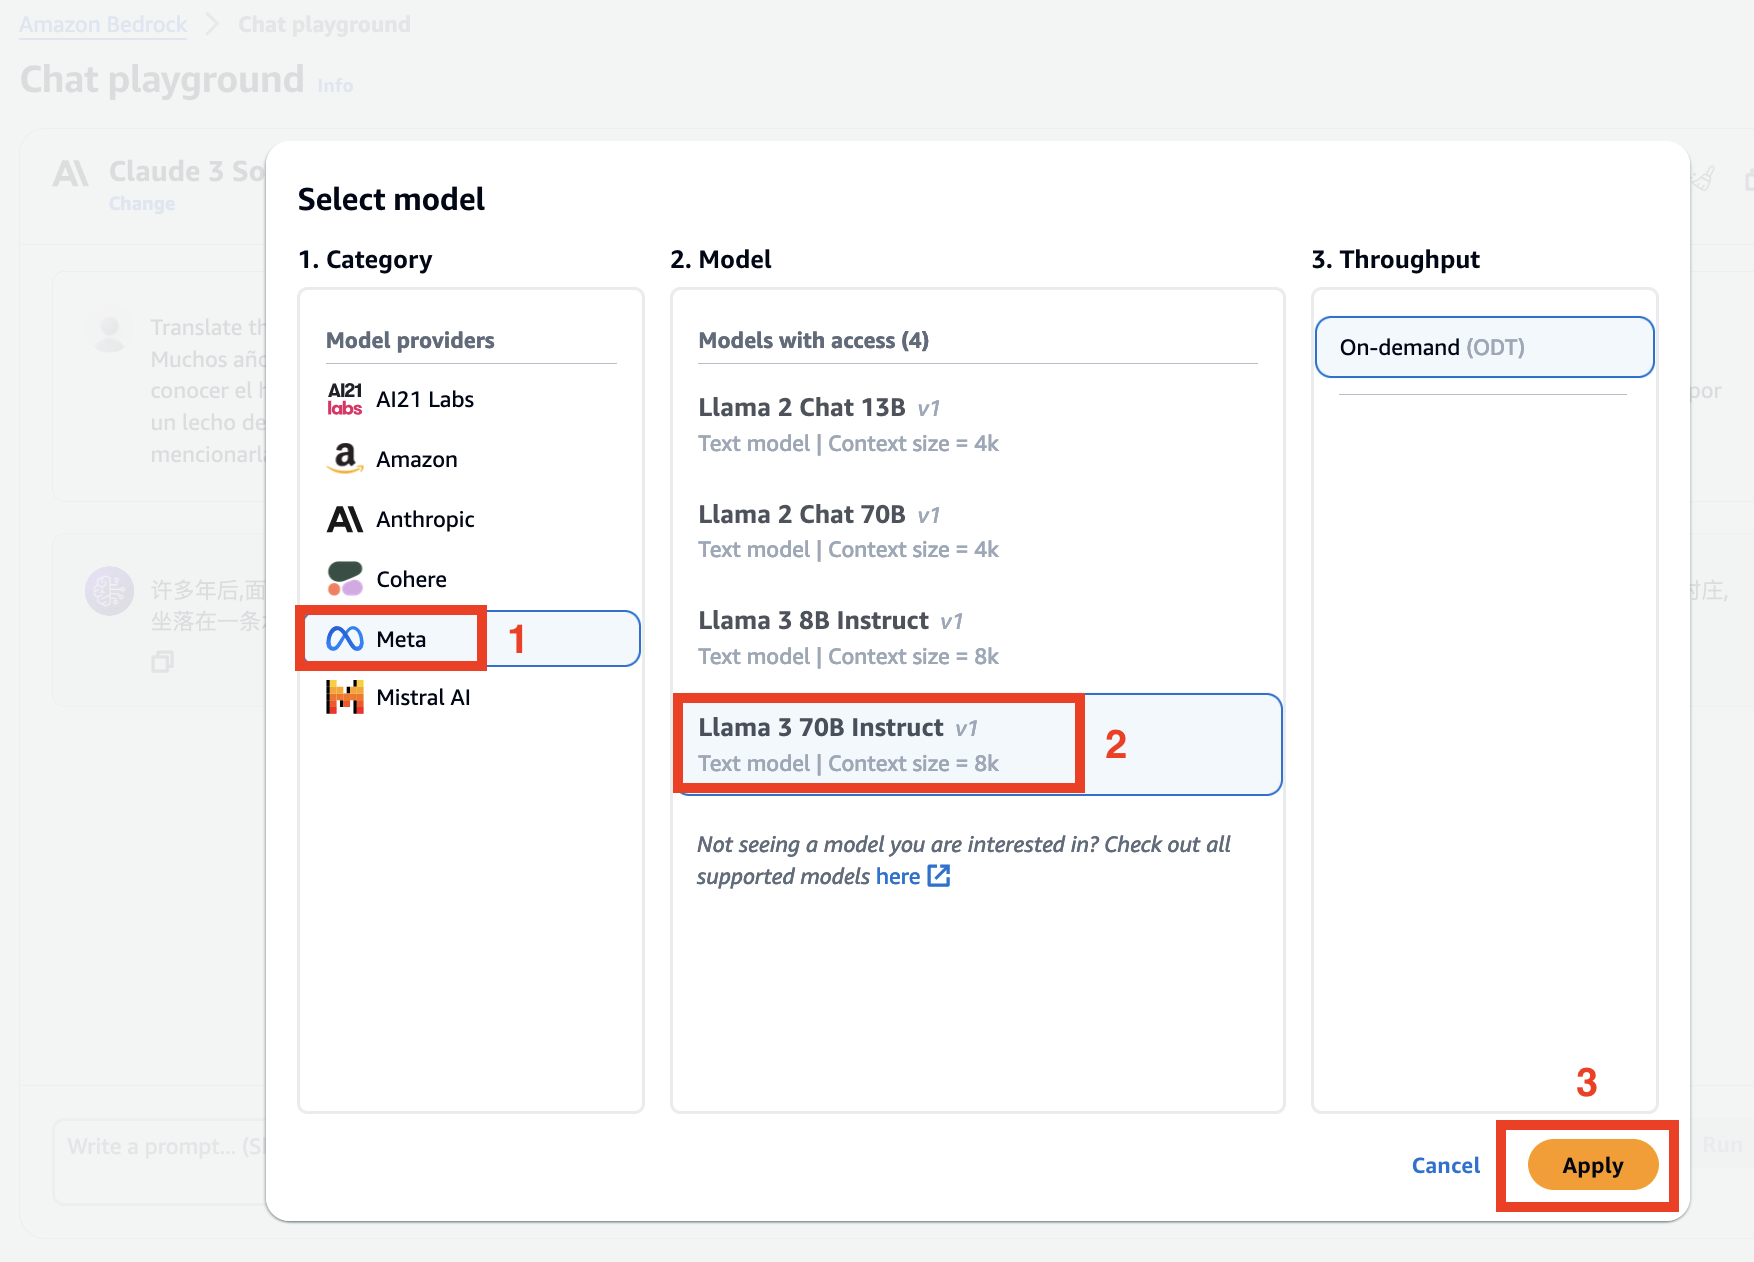 Amazon Bedrock
Chat playground
Chat playground Info
Claude 3 So
Change
Translate th
Muchos año
conocer el h
un lecho de
mencionarla
por
许多年后,面
坐落在一条
村庄,
Write a prompt... (Sh
Run
Select model
1. Category
Model providers
AI21 labs
AI21 Labs
Amazon
Anthropic
Cohere
Meta
1
Mistral AI
2. Model
Models with access (4)
Llama 2 Chat 13B v1
Text model | Context size = 4k
Llama 2 Chat 70B v1
Text model | Context size = 4k
Llama 3 8B Instruct v1
Text model | Context size = 8k
Llama 3 70B Instruct v1
Text model | Context size = 8k
2
Not seeing a model you are interested in? Check out all
supported models here
3. Throughput
On-demand (ODT)
3
Cancel
Apply